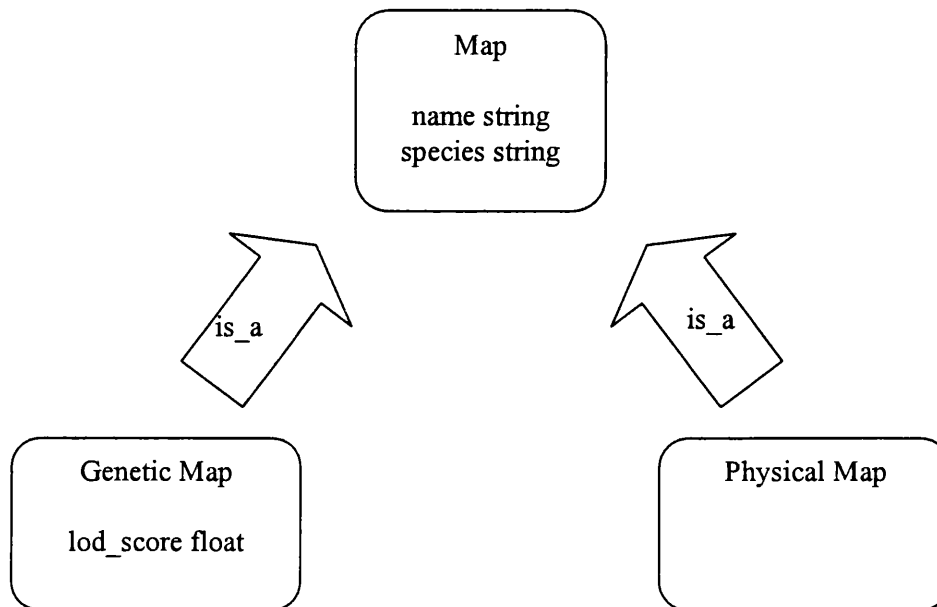 Map
name string
species string
is_a
is_a
Genetic Map
lod_score float
Physical Map